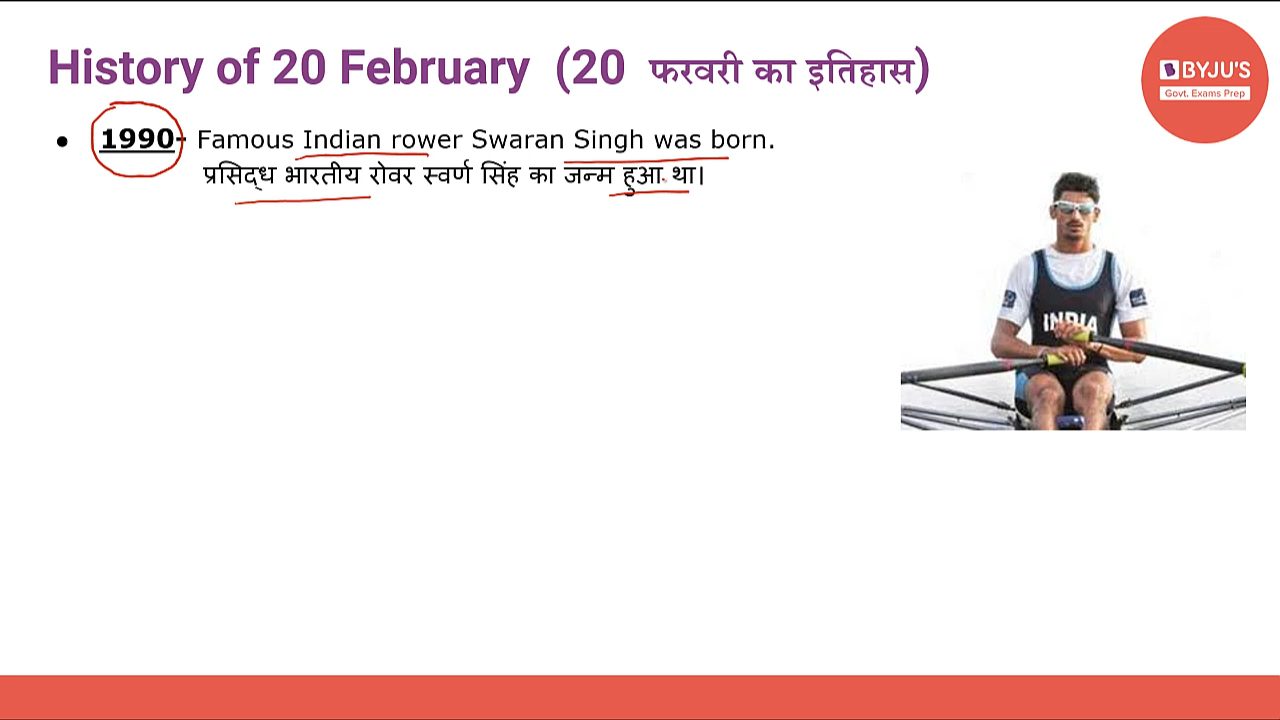 History of 20 February (20 फरवरी का इतिहास)
BYJU'S
Govt. Exams Prep
● 1990- Famous Indian rower Swaran Singh was born.
प्रसिद्ध भारतीय रोवर स्वर्ण सिंह का जन्म हुआ था।
INDIA